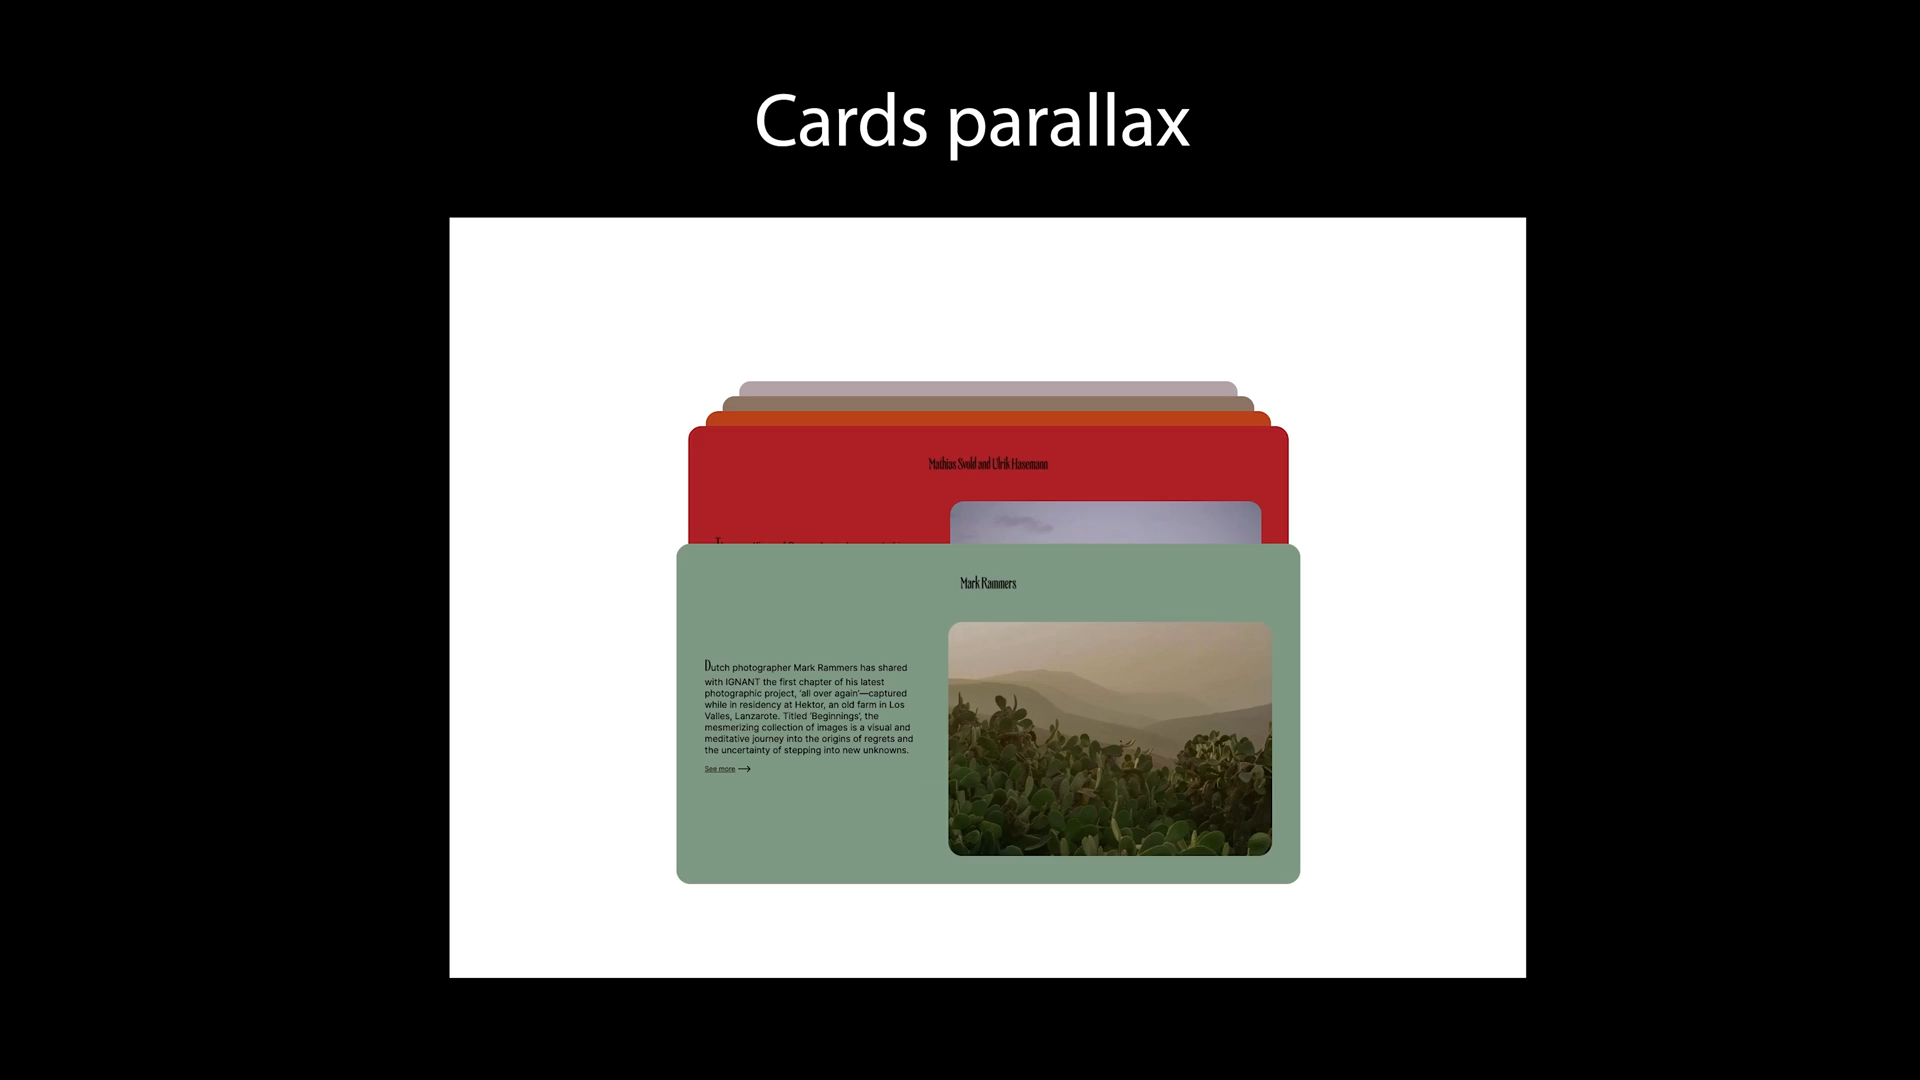 Cards parallax
Mathias Svold and Ulrik Hasemann
Mark Rammers
Dutch photographer Mark Rammers has shared
with IGNANT the first chapter of his latest
photographic project, ‘all over again’—captured
while in residency at Hektor, an old farm in Los
Valles, Lanzarote. Titled ‘Beginnings’, the
mesmerizing collection of images is a visual and
meditative journey into the origins of regrets and
the uncertainty of stepping into new unknowns.
See more